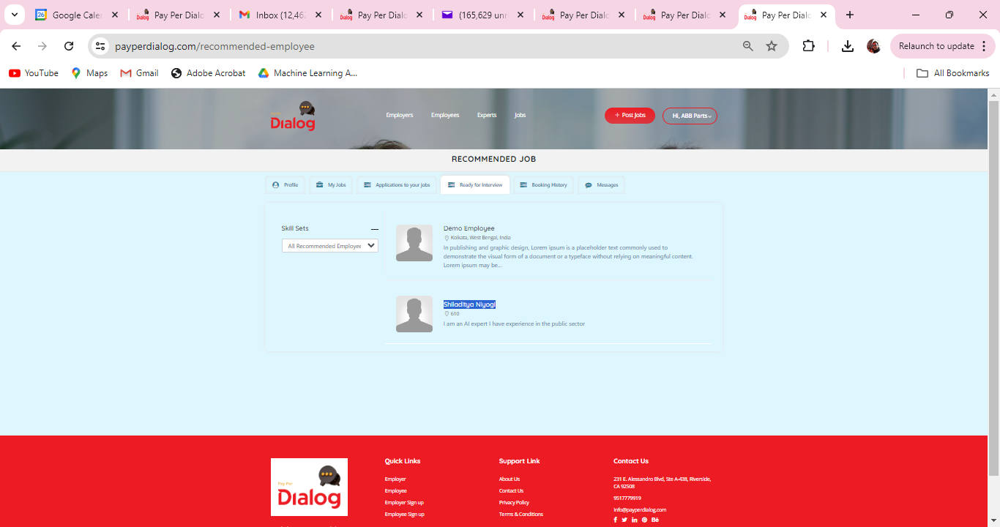 Google Caler
Pay Per Dialo
Inbox (12,462
Pay Per Dialo
(165,629 unr
Pay Per Dialo
Pay Per Dialo
Pay Per Dialo
payperdialog.com/recommended-employee
Relaunch to update
YouTube
Maps
Gmail
Adobe Acrobat
Machine Learning A...
All Bookmarks
Dialog
Employers
Employees
Experts
Jobs
+ Post Jobs
Hi, ABB Parts
RECOMMENDED JOB
Profile
My Jobs
Applications to your jobs
Ready for Interview
Booking History
Messages
Skill Sets
All Recommended Employee
Demo Employee
Kolkata, West Bengal, India
In publishing and graphic design, Lorem ipsum is a placeholder text commonly used to
demonstrate the visual form of a document or a typeface without relying on meaningful content.
Lorem ipsum may be...
Shiladitya Niyogi
610
I am an AI expert I have experience in the public sector
Pay Per
Dialog
Quick Links
Employer
Employee
Employer Sign up
Employee Sign up
Support Link
About Us
Contact Us
Privacy Policy
Terms & Conditions
Contact Us
231 E. Alessandro Blvd, Ste A-438, Riverside,
CA 92508
9517779919
info@payperdialog.com